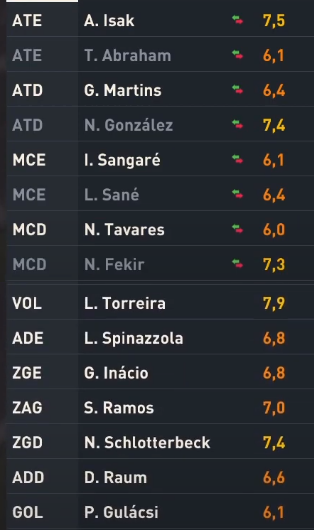 ATE A. Isak 7,5
ATE T. Abraham 6,1
ATD G. Martins 6,4
ATD N. González 7,4
MCE I. Sangaré 6,1
MCE L. Sané 6,4
MCD N. Tavares 6,0
MCD N. Fekir 7,3
VOL L. Torreira 7,9
ADE L. Spinazzola 6,8
ZGE G. Inácio 6,8
ZAG S. Ramos 7,0
ZGD N. Schlotterbeck 7,4
ADD D. Raum 6,6
GOL P. Gulácsi 6,1